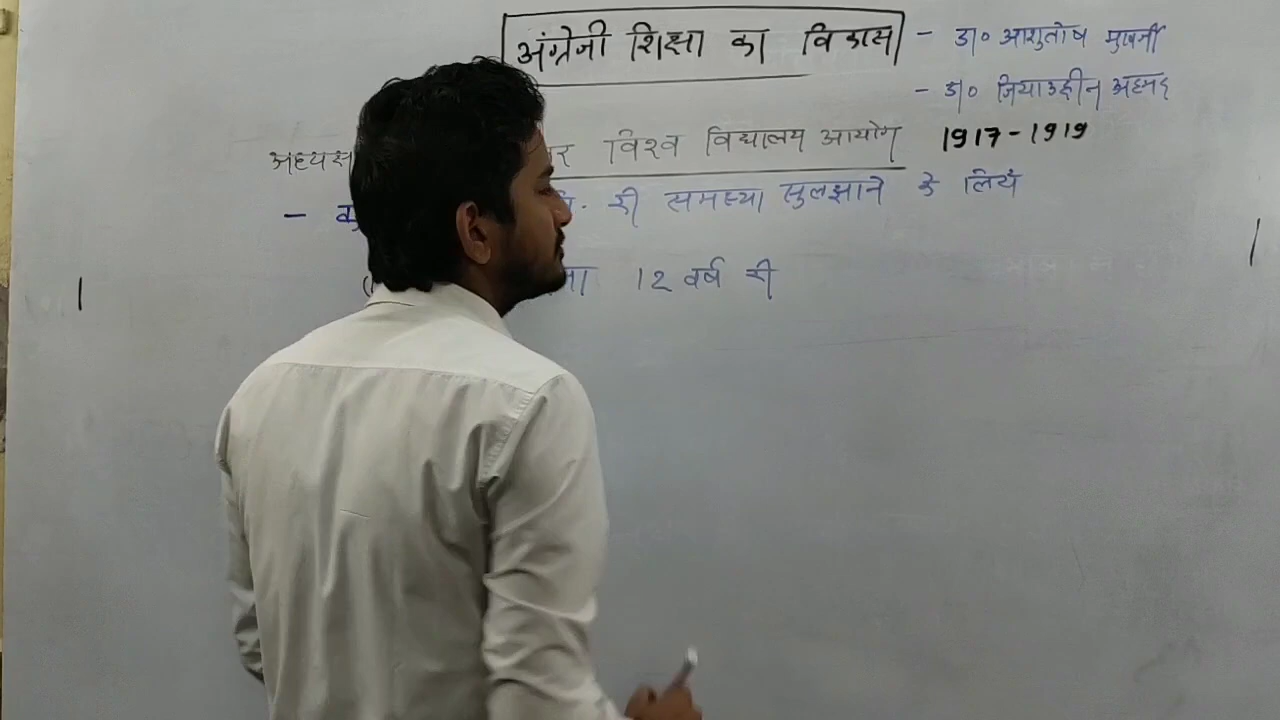 अंग्रेजी शिक्षा का विकास - डा० आशुतोष मुखर्जी
- डा० जियाउद्दीन अहमद
अध्यक्ष विश्व विद्यालय आयोग 1917-1919
- की समस्या सुलझाने के लिये
12 वर्ष की